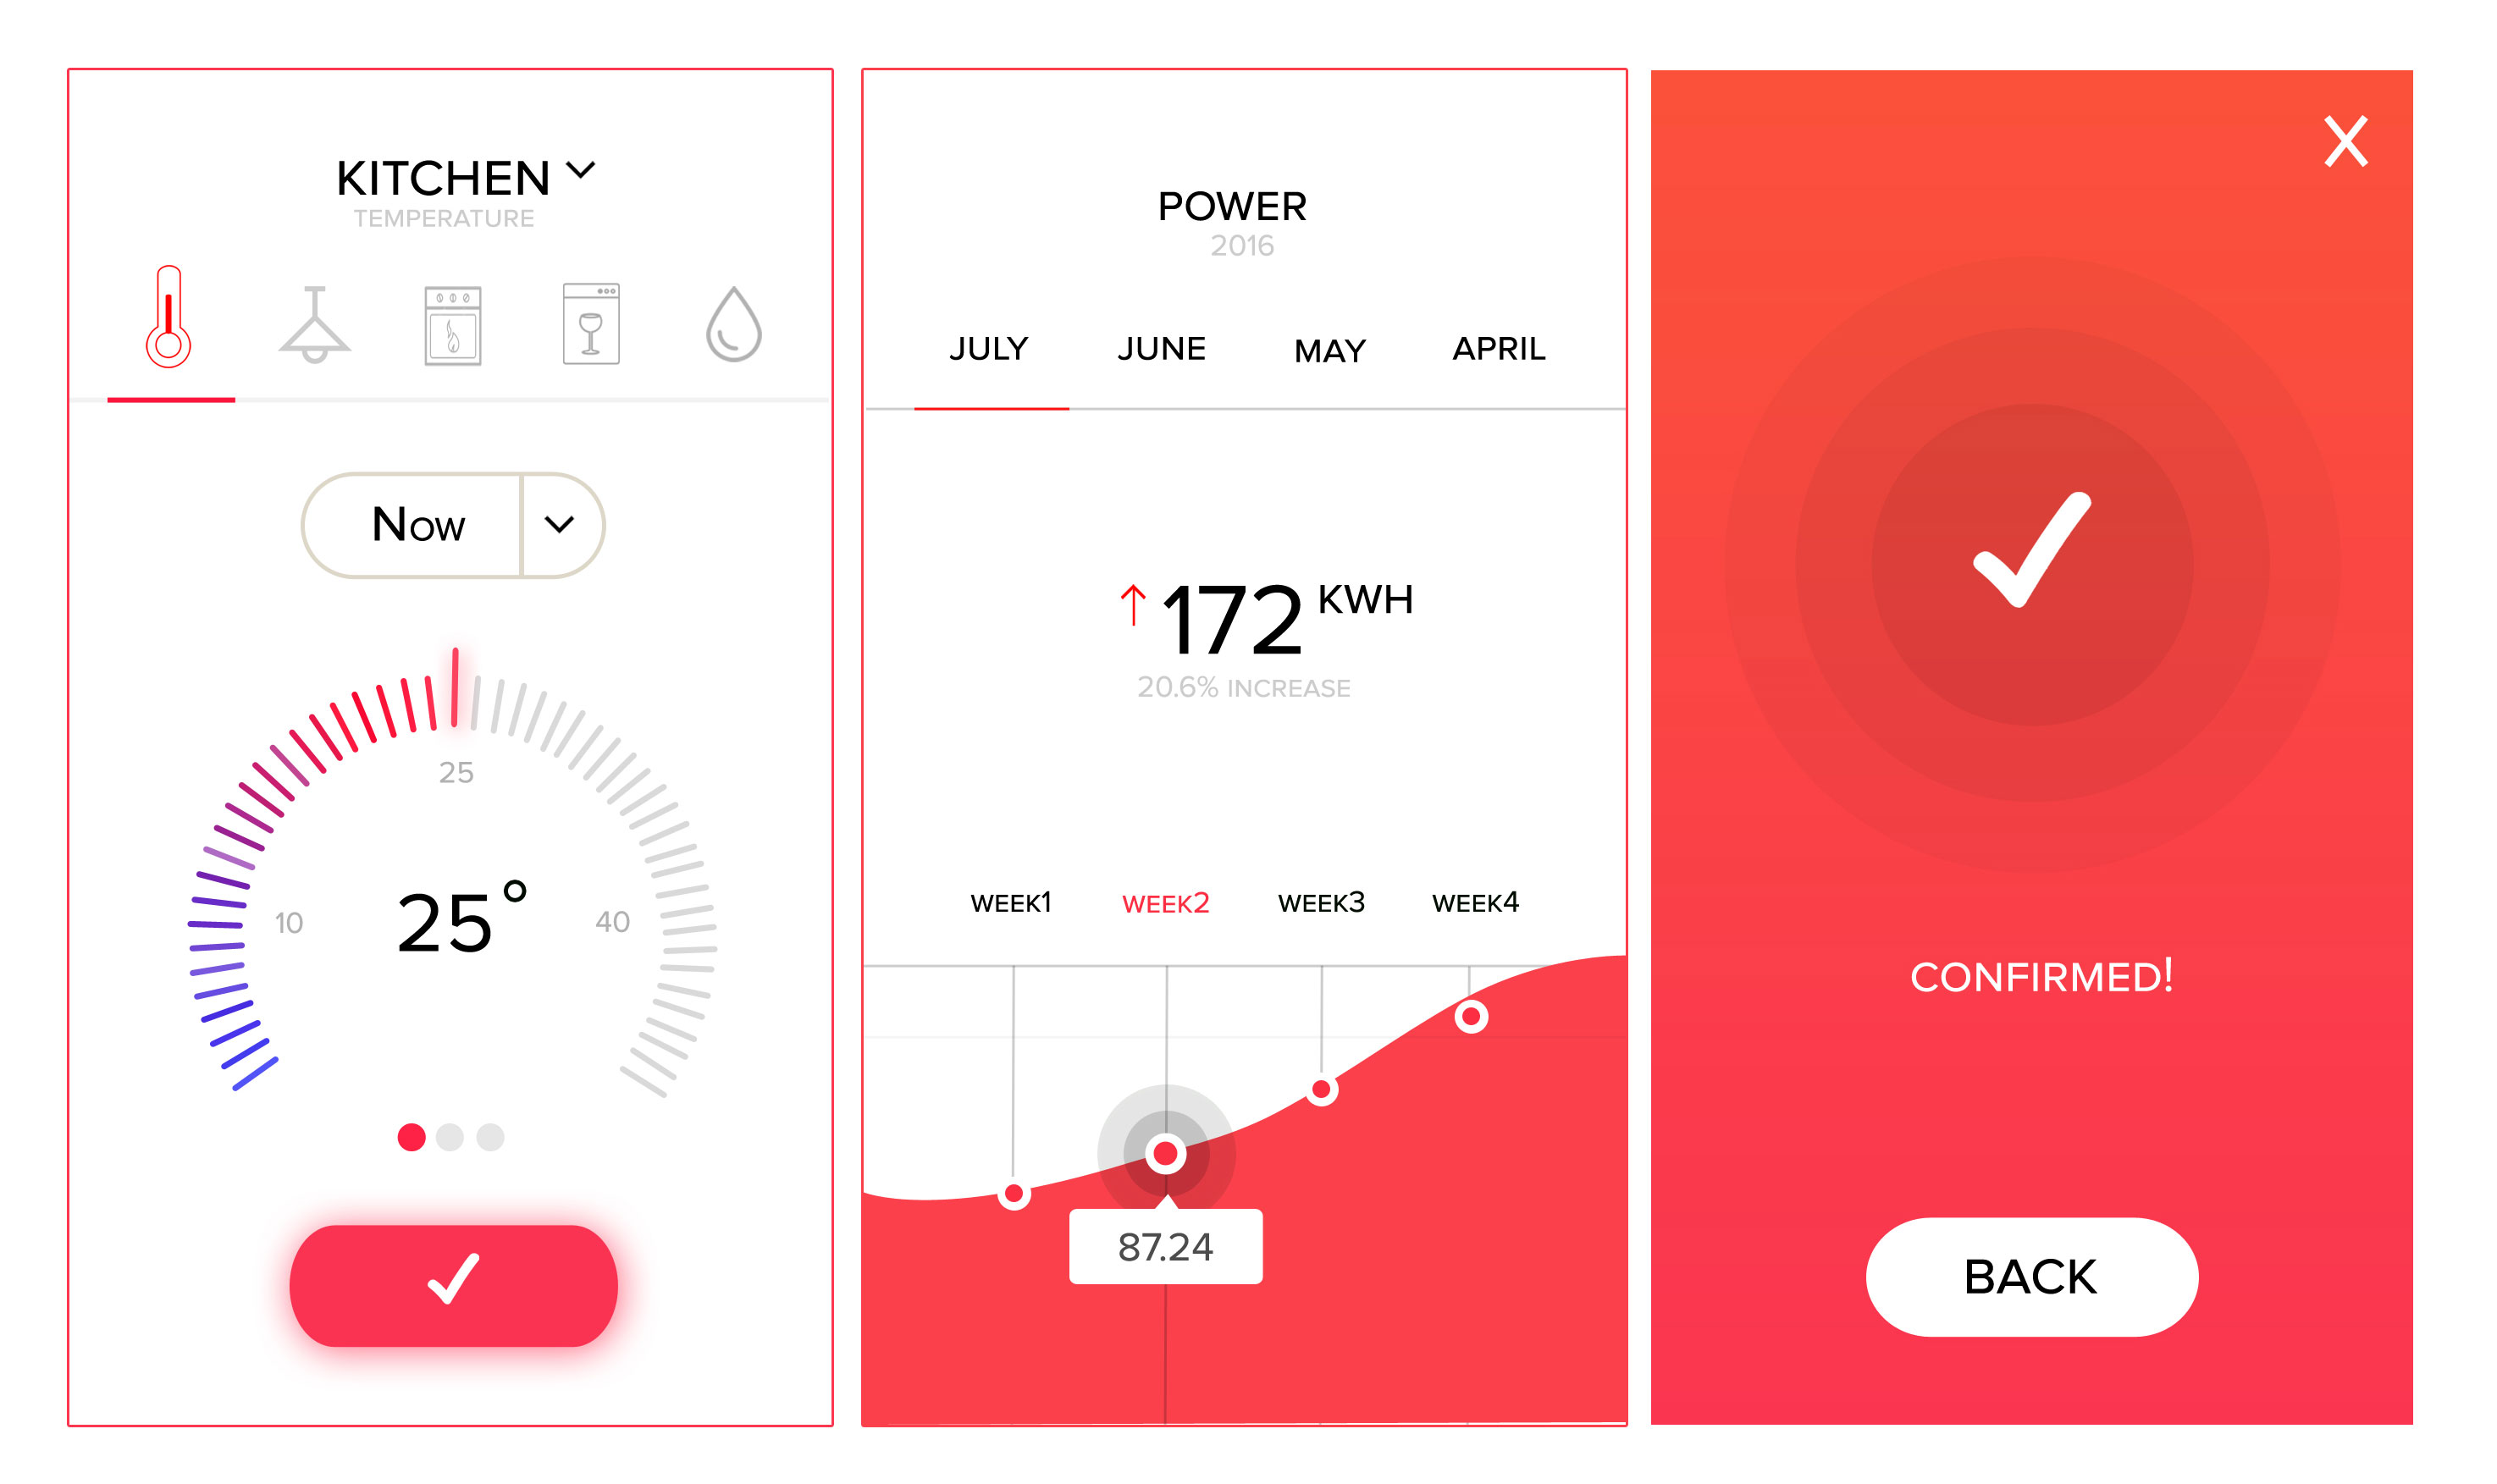 KITCHEN
TEMPERATURE
Now
25
10
25°
40
POWER
2016
JULY JUNE MAY APRIL
172 KWH
20.6% INCREASE
WEEK1 WEEK2 WEEK3 WEEK4
87.24
X
CONFIRMED!
BACK